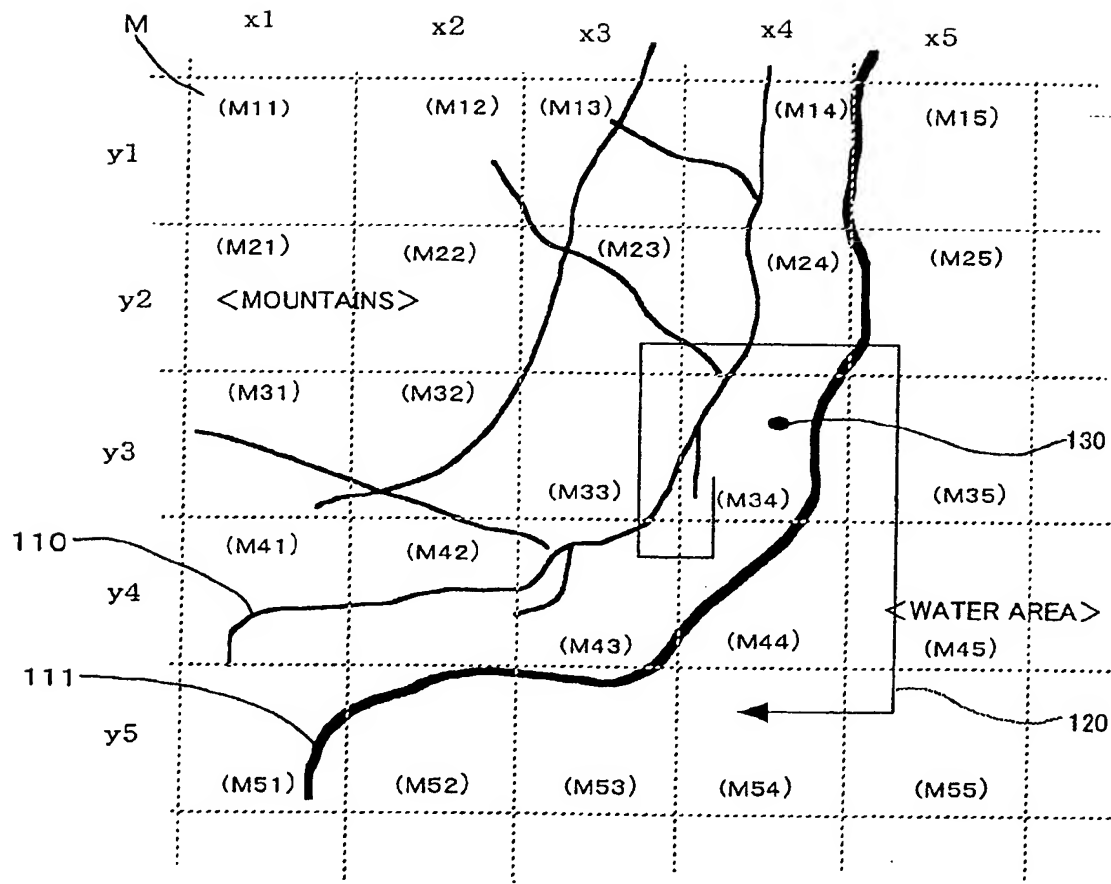 M x1 x2 x3 x4 x5
(M11) (M12) (M13) (M14) (M15)
y1
(M21) (M22) (M23) (M24) (M25)
y2 <MOUNTAINS>
(M31) (M32)
130
y3
(M33) (M34) (M35)
110 (M41) (M42)
y4
<WATER AREA>
(M43) (M44) (M45)
111
120
y5
(M51) (M52) (M53) (M54) (M55)